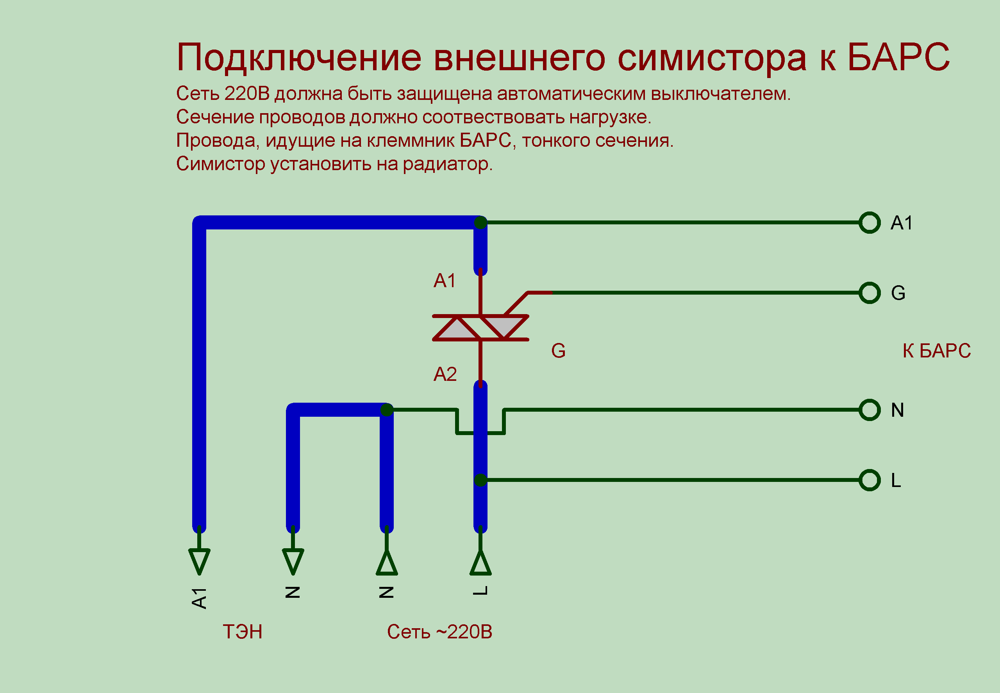 Подключение внешнего симистора к БАРС
Сеть 220В должна быть защищена автоматическим выключателем.
Сечение проводов должно соотвествовать нагрузке.
Провода, идущие на клеммник БАРС, тонкого сечения.
Симистор установить на радиатор.
A1
A1
G
G
К БАРС
A2
N
L
A1
N
N
L
ТЭН
Сеть ~220В